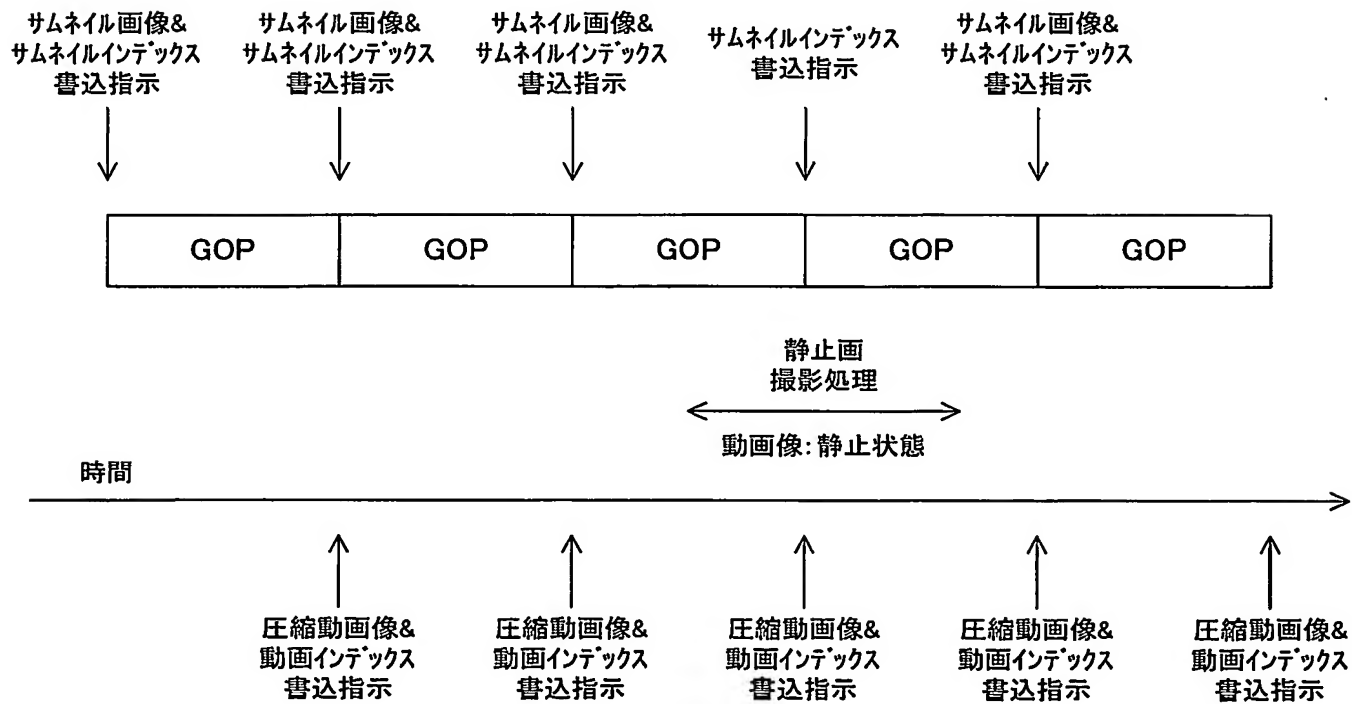 サムネイル画像&
サムネイルインデックス
書込指示
サムネイル画像&
サムネイルインデックス
書込指示
サムネイル画像&
サムネイルインデックス
書込指示
サムネイルインデックス
書込指示
サムネイル画像&
サムネイルインデックス
書込指示
GOP
GOP
GOP
GOP
GOP
静止画
撮影処理
動画像:静止状態
時間
圧縮動画像&
動画インデックス
書込指示
圧縮動画像&
動画インデックス
書込指示
圧縮動画像&
動画インデックス
書込指示
圧縮動画像&
動画インデックス
書込指示
圧縮動画像&
動画インデックス
書込指示